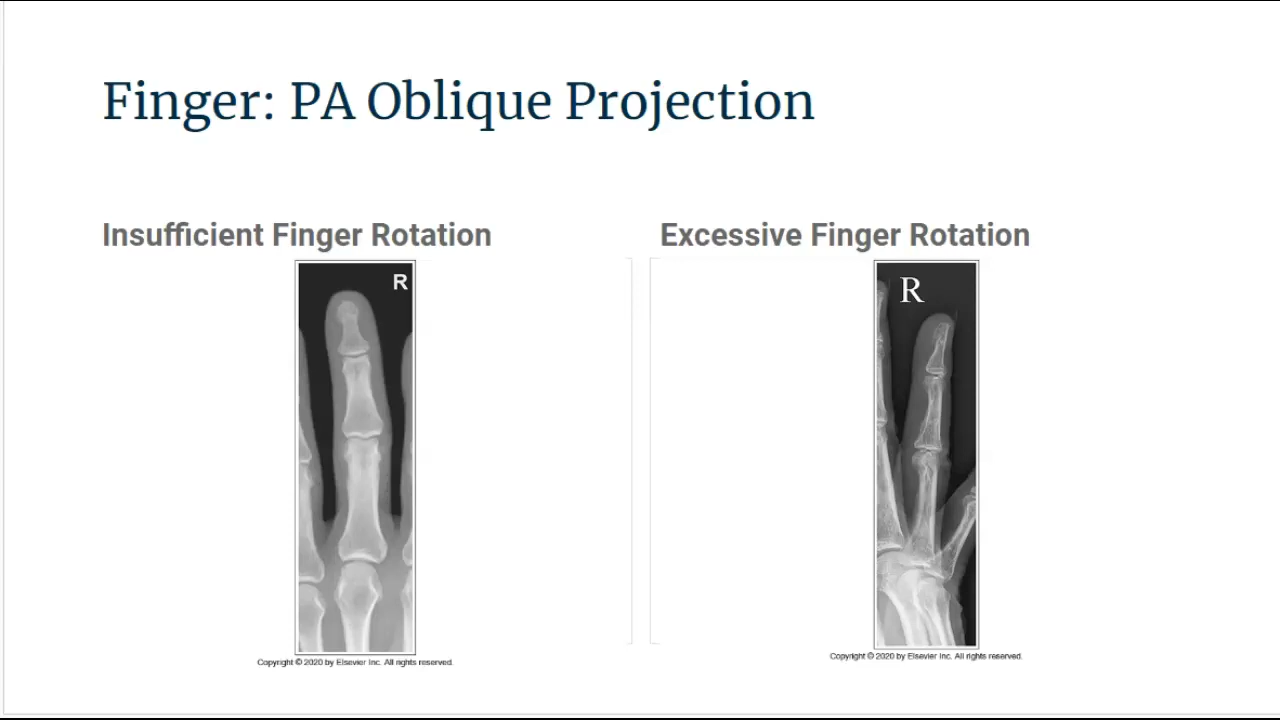 Finger: PA Oblique Projection
Insufficient Finger Rotation
Excessive Finger Rotation
R
R
Copyright © 2020 by Elsevier Inc. All rights reserved.
Copyright © 2020 by Elsevier Inc. All rights reserved.